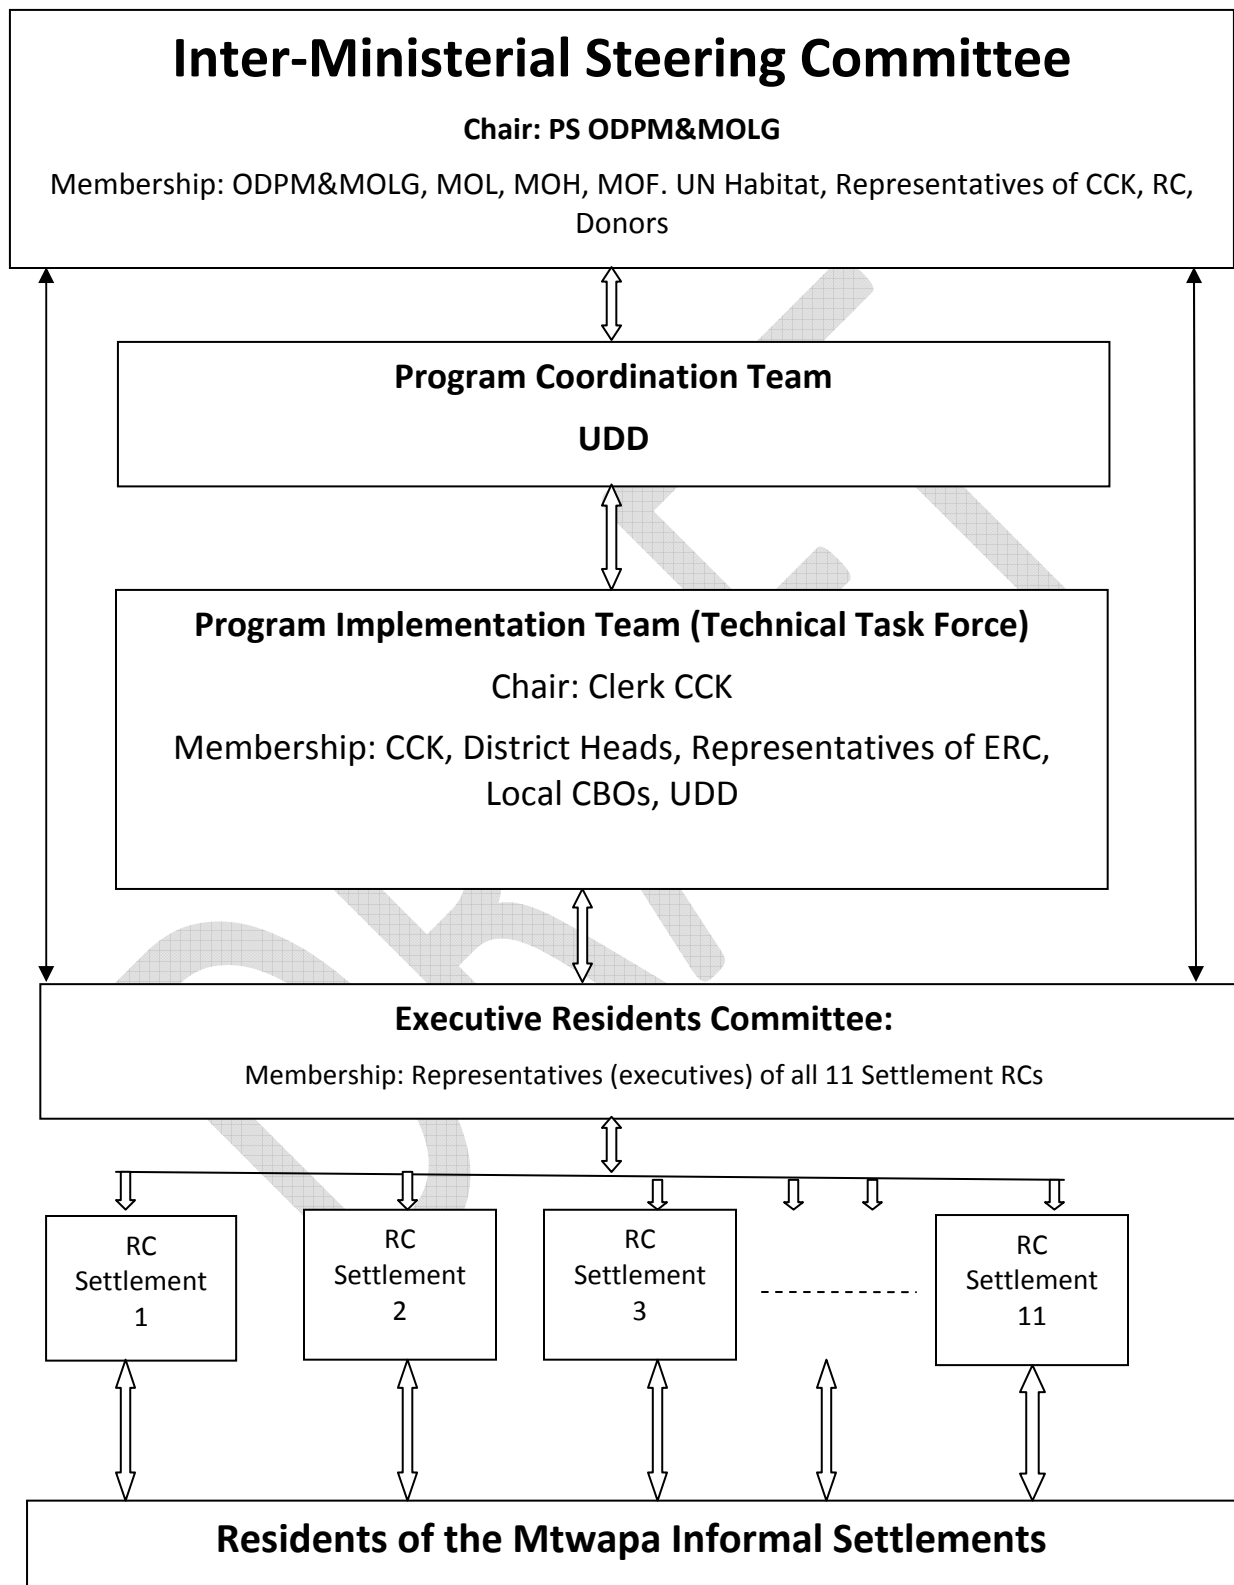 Inter-Ministerial Steering Committee
Chair: PS ODPM&MOLG
Membership: ODPM&MOLG, MOL, MOH, MOF. UN Habitat, Representatives of CCK, RC,
Donors
Program Coordination Team
UDD
Program Implementation Team (Technical Task Force)
Chair: Clerk CCK
Membership: CCK, District Heads, Representatives of ERC,
Local CBOs, UDD
Executive Residents Committee:
Membership: Representatives (executives) of all 11 Settlement RCs
RC
Settlement
1
RC
Settlement
2
RC
Settlement
3
RC
Settlement
11
Residents of the Mtwapa Informal Settlements
DRAFT